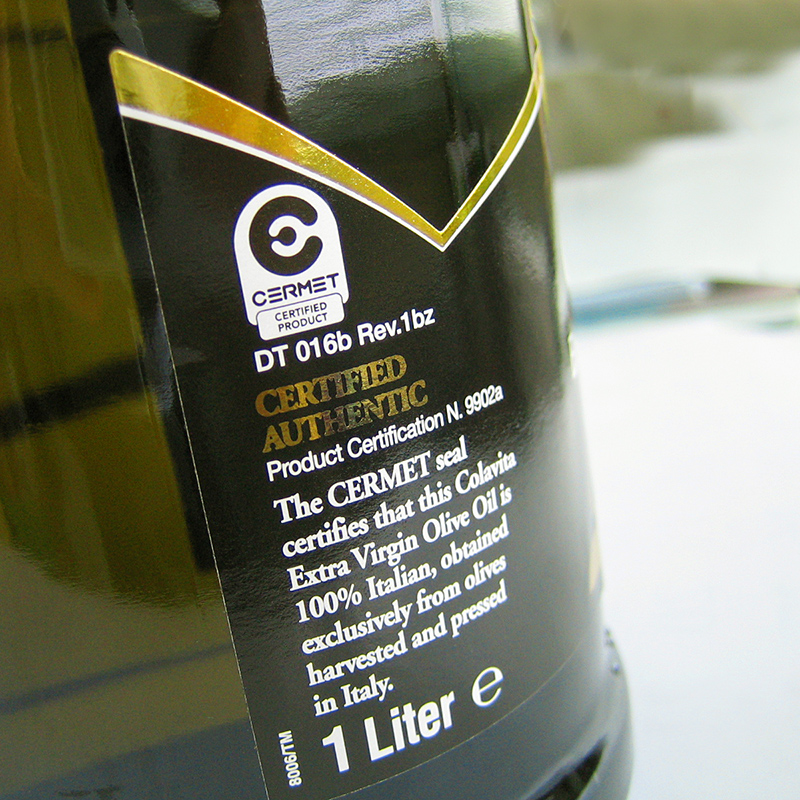 CERMET
CERTIFIED
PRODUCT
DT 016b Rev.1bz
CERTIFIED
AUTHENTIC
Product Certification N. 9902a
The CERMET seal
certifies that this Colavita
Extra Virgin Olive Oil is
100% Italian, obtained
exclusively from olives
harvested and pressed
in Italy.
1 Liter ℮
8006/TM